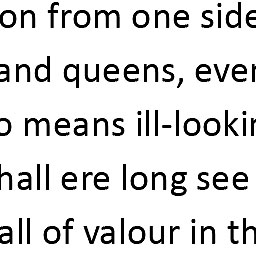 on from one side
and queens, ever
o means ill-lookin
hall ere long see
all of valour in th